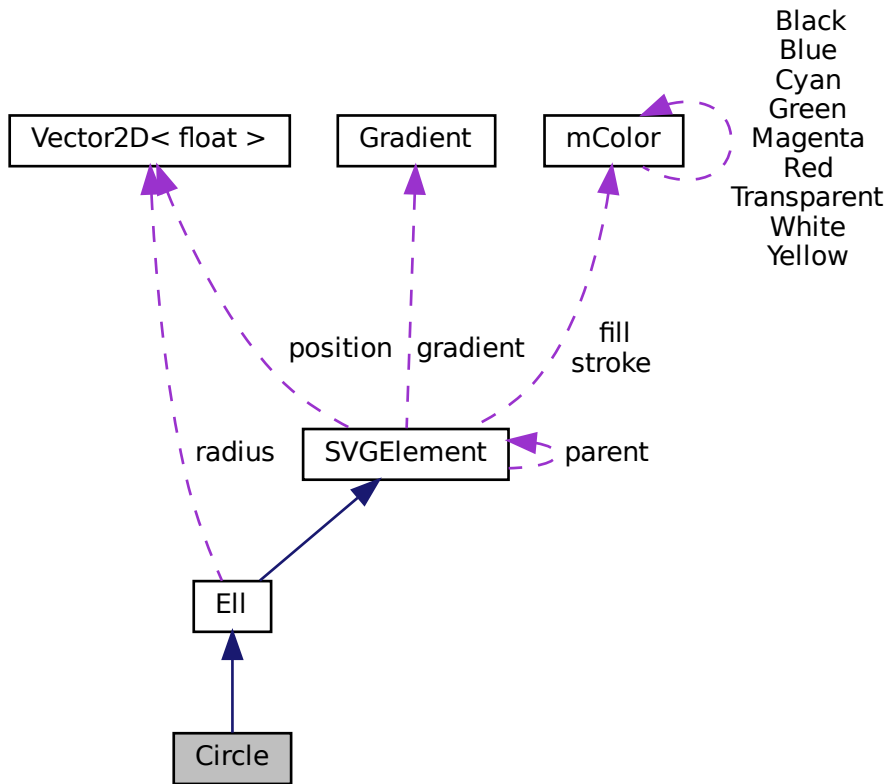 Black
Blue
Cyan
Green
Magenta
Red
Transparent
White
Yellow
Vector2D< float >
Gradient
mColor
position
gradient
fill
stroke
radius
SVGElement
parent
Ell
Circle